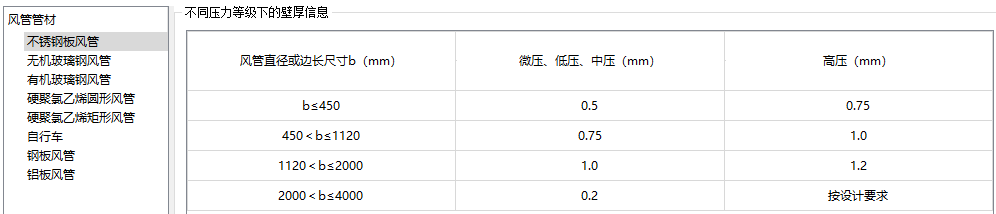 风管管材
不锈钢板风管
无机玻璃钢风管
有机玻璃钢风管
硬聚氯乙烯圆形风管
硬聚氯乙烯矩形风管
自行车
钢板风管
铝板风管
不同压力等级下的壁厚信息
风管直径或边长尺寸b（mm） 微压、低压、中压（mm） 高压（mm）
b≤450 0.5 0.75
450＜b≤1120 0.75 1.0
1120＜b≤2000 1.0 1.2
2000＜b≤4000 0.2 按设计要求